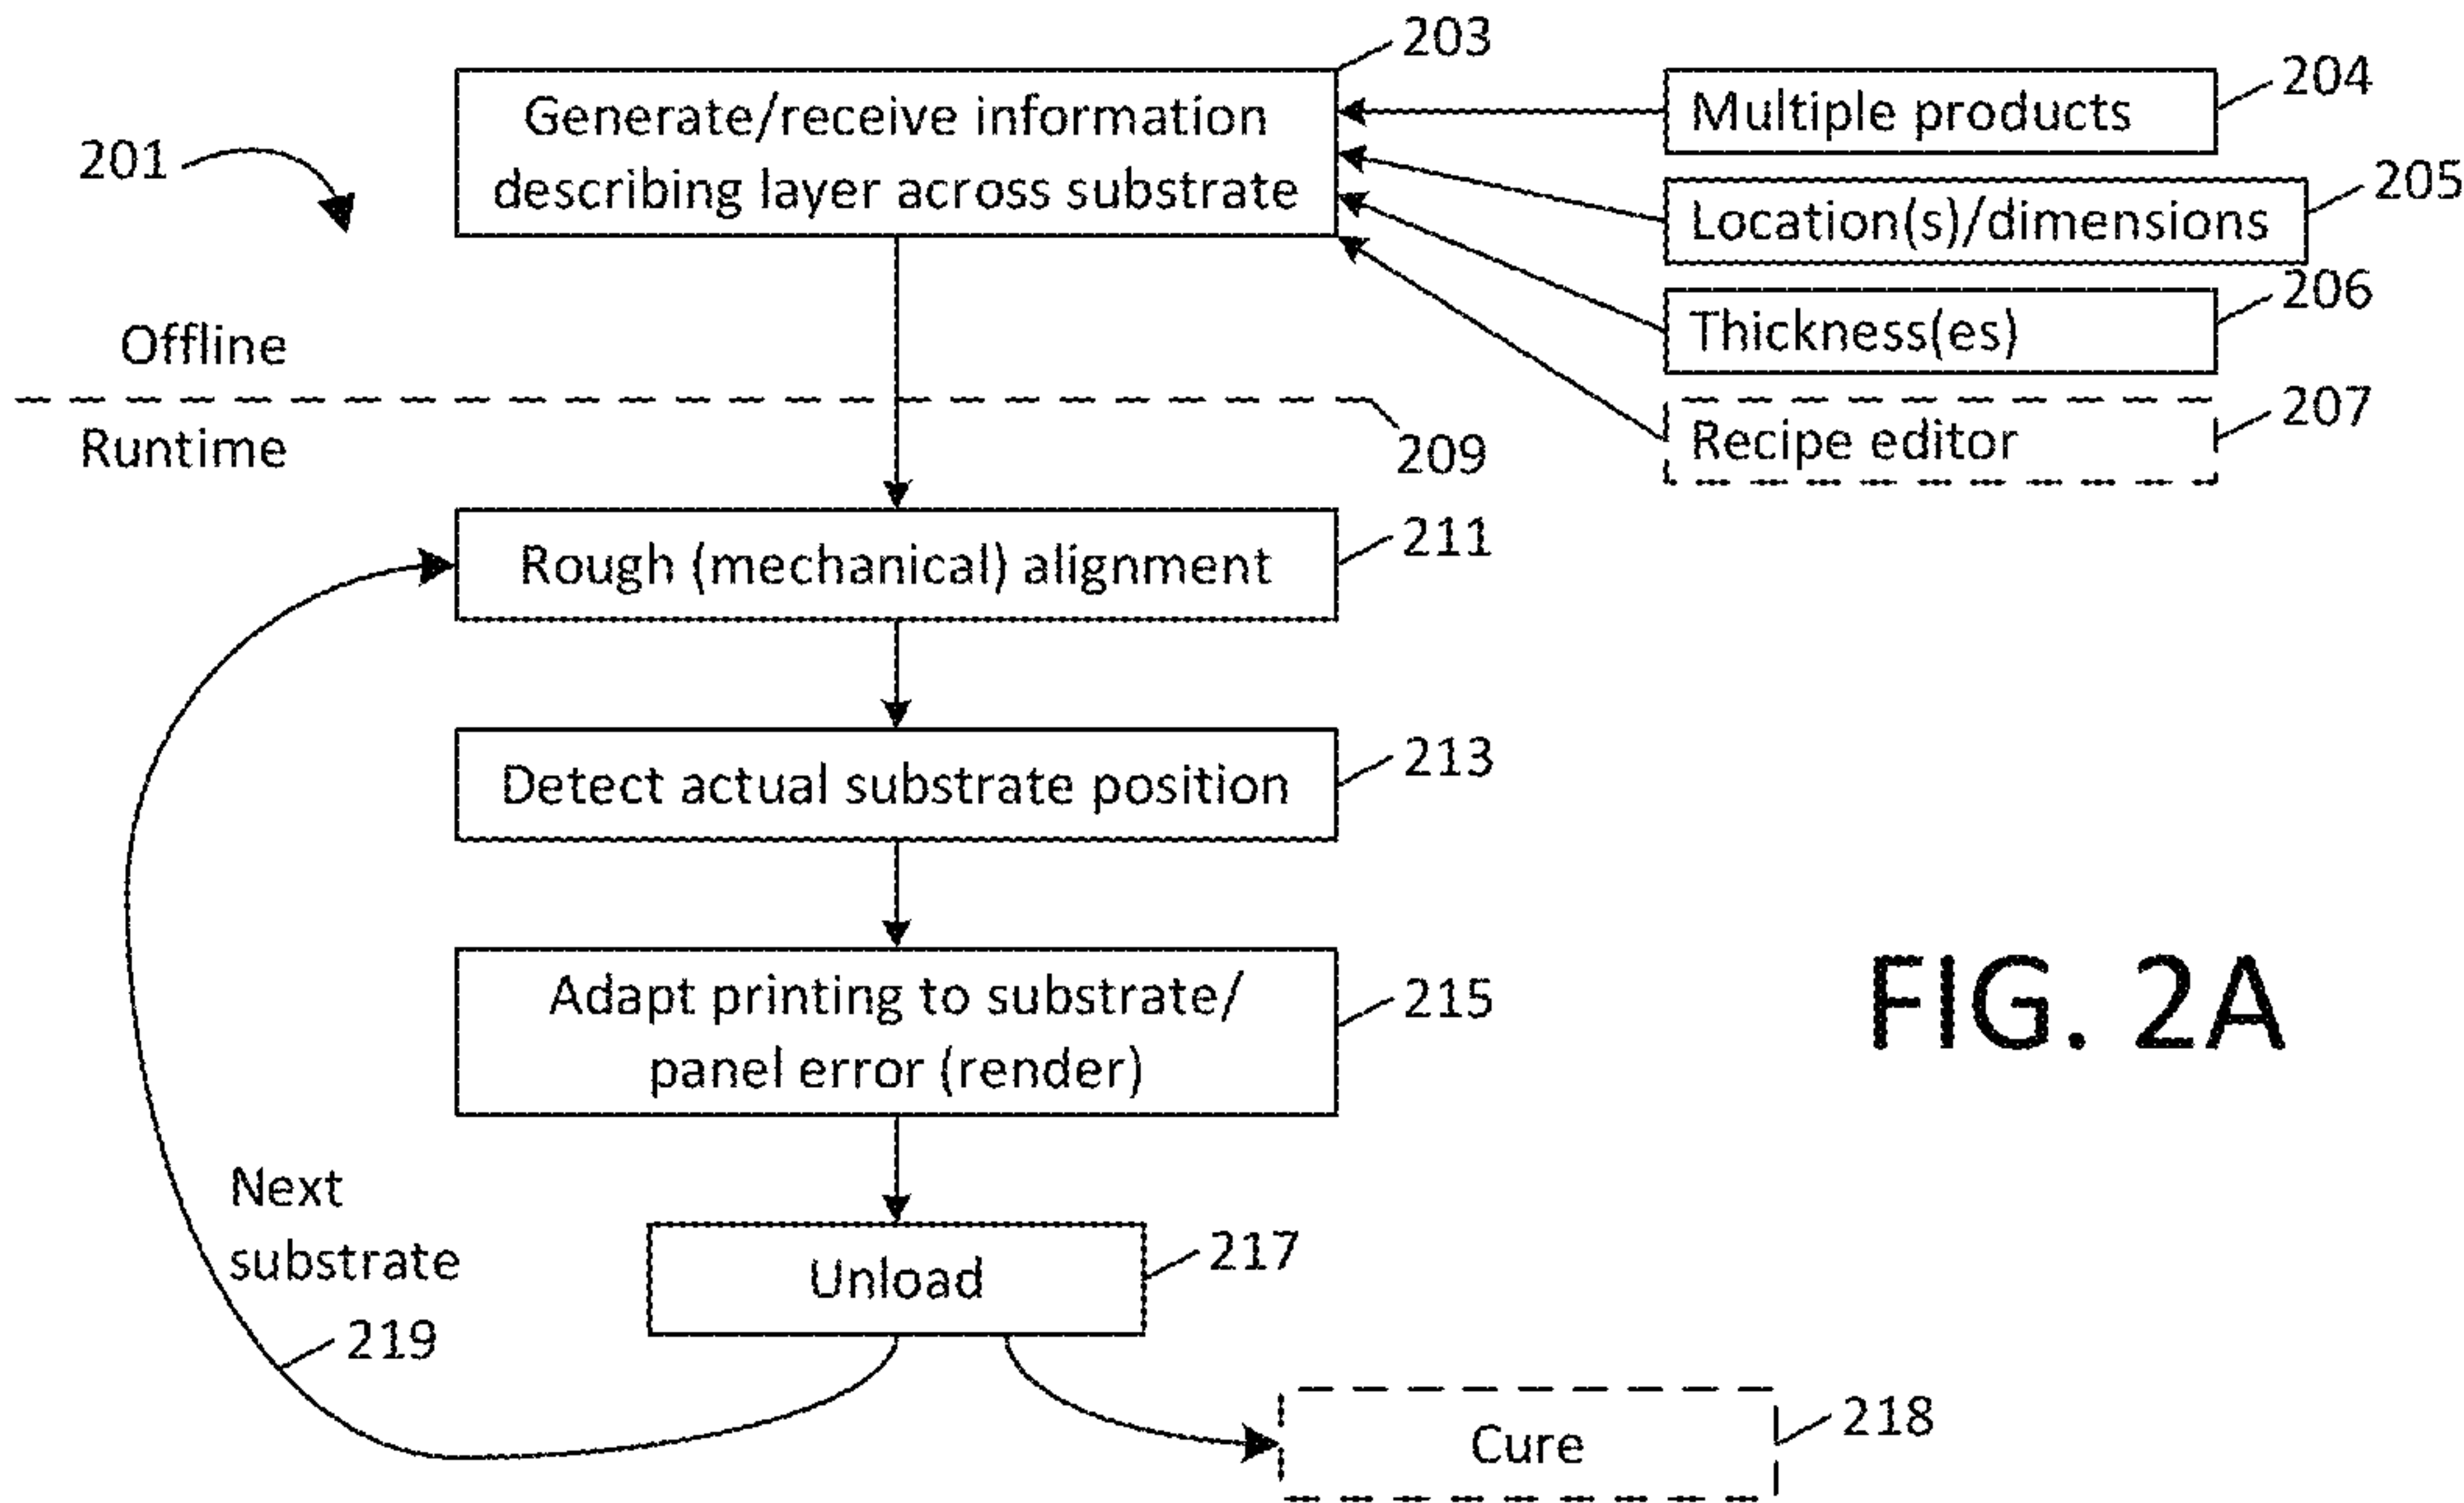 203
Generate/receive information
describing layer across substrate
201
Multiple products
204
Location(s)/dimensions
205
Thickness(es)
206
Recipe editor
207
Offline
Runtime
209
Rough (mechanical) alignment
211
Detect actual substrate position
213
Adapt printing to substrate/
panel error (render)
215
FIG. 2A
Unload
217
Next
substrate
219
Cure
218